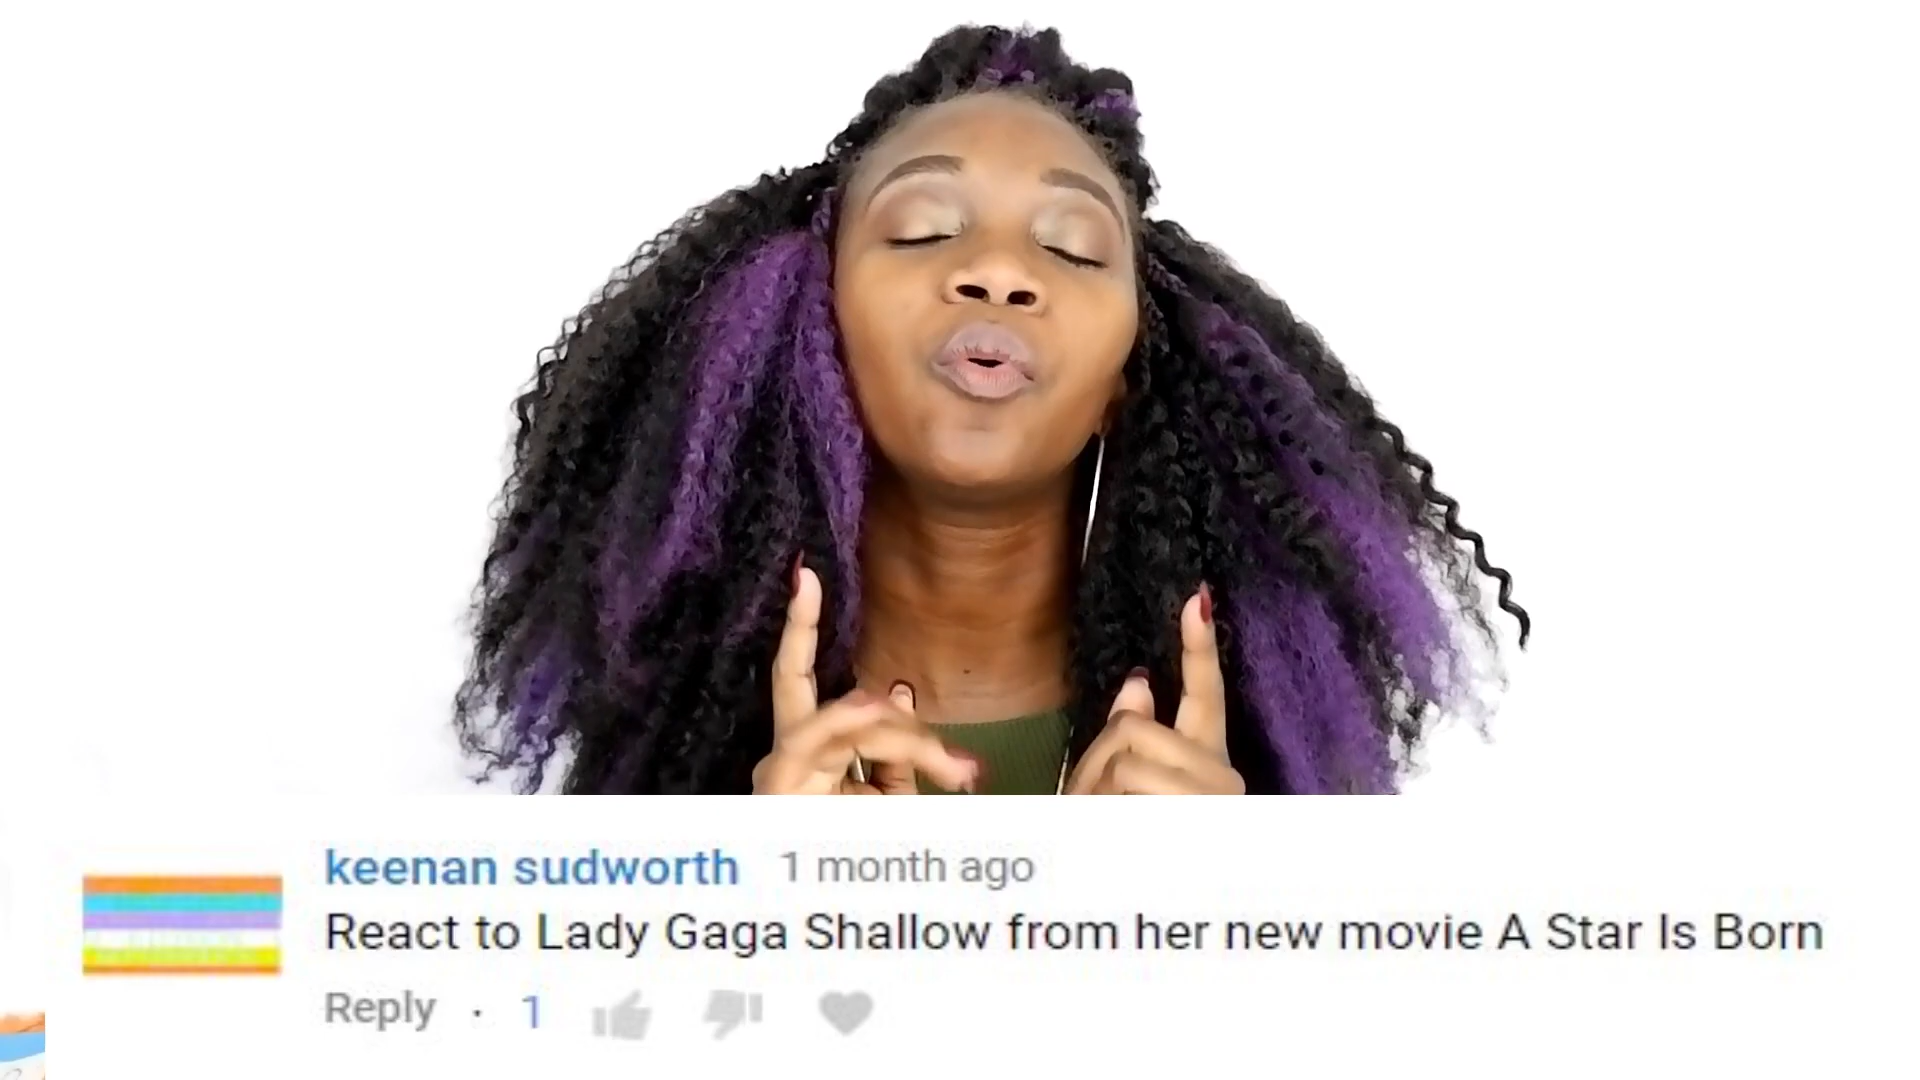 keenan sudworth 1 month ago
React to Lady Gaga Shallow from her new movie A Star Is Born
Reply · 1